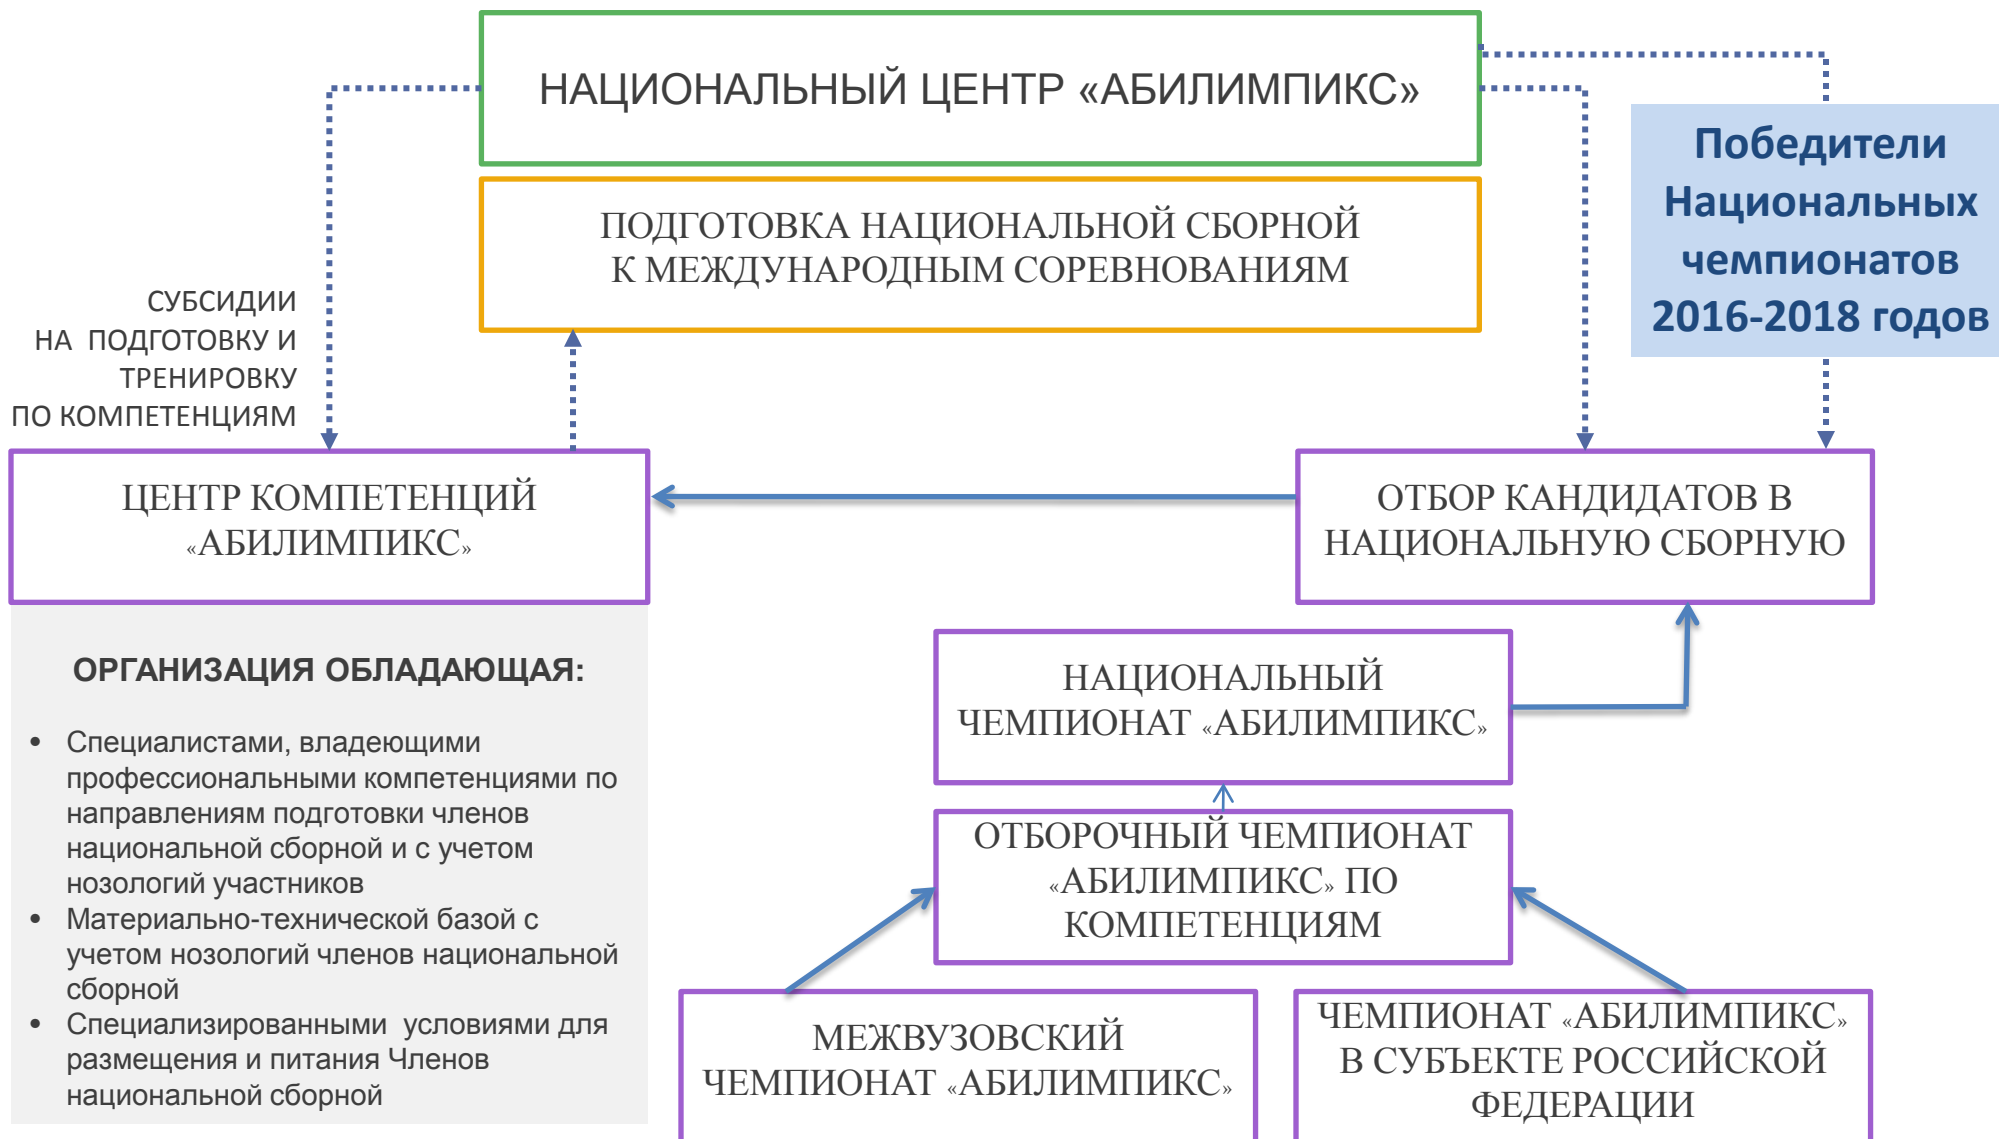 НАЦИОНАЛЬНЫЙ ЦЕНТР «АБИЛИМПИКС»
ПОДГОТОВКА НАЦИОНАЛЬНОЙ СБОРНОЙ
К МЕЖДУНАРОДНЫМ СОРЕВНОВАНИЯМ
Победители
Национальных
чемпионатов
2016-2018 годов
СУБСИДИИ
НА ПОДГОТОВКУ И
ТРЕНИРОВКУ
ПО КОМПЕТЕНЦИЯМ
ЦЕНТР КОМПЕТЕНЦИЙ
«АБИЛИМПИКС»
ОТБОР КАНДИДАТОВ В
НАЦИОНАЛЬНУЮ СБОРНУЮ
ОРГАНИЗАЦИЯ ОБЛАДАЮЩАЯ:
• Специалистами, владеющими
профессиональными компетенциями по
направлениям подготовки членов
национальной сборной и с учетом
нозологий участников
• Материально-технической базой с
учетом нозологий членов национальной
сборной
• Специализированными условиями для
размещения и питания Членов
национальной сборной
НАЦИОНАЛЬНЫЙ
ЧЕМПИОНАТ «АБИЛИМПИКС»
ОТБОРОЧНЫЙ ЧЕМПИОНАТ
«АБИЛИМПИКС» ПО
КОМПЕТЕНЦИЯМ
МЕЖВУЗОВСКИЙ
ЧЕМПИОНАТ «АБИЛИМПИКС»
ЧЕМПИОНАТ «АБИЛИМПИКС»
В СУБЪЕКТЕ РОССИЙСКОЙ
ФЕДЕРАЦИИ